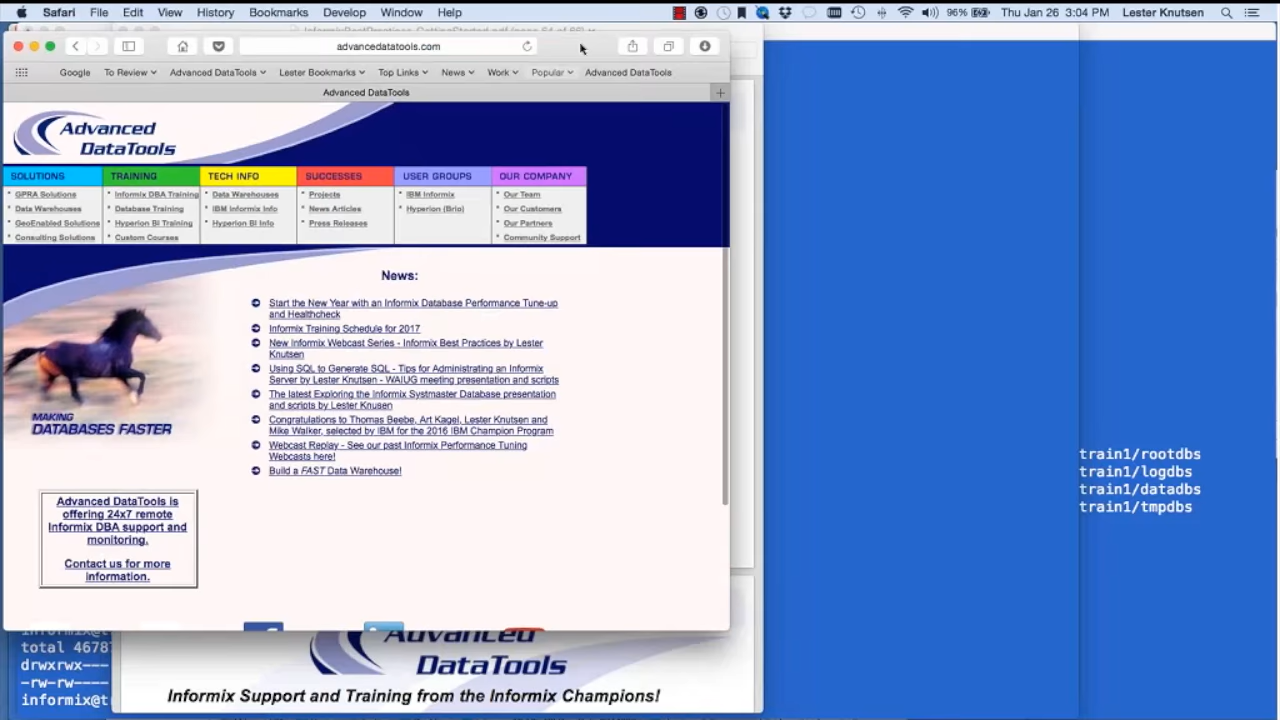 Safari File Edit View History Bookmarks Develop Window Help 96% Thu Jan 26 3:04 PM Lester Knutsen
advancedatatools.com
Google To Review Advanced DataTools Lester Bookmarks Top Links News Work Popular Advanced DataTools
Advanced DataTools
Advanced
DataTools
SOLUTIONS TRAINING TECH INFO SUCCESSES USER GROUPS OUR COMPANY
GPRA Solutions Informix DBA Training Data Warehouses Projects IBM Informix Our Team
Data Warehouses Database Training IBM Informix Info News Articles Hyperion (Brio) Our Customers
GeoEnabled Solutions Hyperion BI Training Hyperion BI Info Press Releases Our Partners
Consulting Solutions Custom Courses Community Support
News:
Start the New Year with an Informix Database Performance Tune-up
and Healthcheck
Informix Training Schedule for 2017
New Informix Webcast Series - Informix Best Practices by Lester
Knutsen
Using SQL to Generate SQL - Tips for Administrating an Informix
Server by Lester Knutsen - WAIUG meeting presentation and scripts
The latest Exploring the Informix Systmaster Database presentation
and scripts by Lester Knusen
Congratulations to Thomas Beebe, Art Kagel, Lester Knutsen and
Mike Walker, selected by IBM for the 2016 IBM Champion Program
Webcast Replay - See our past Informix Performance Tuning
Webcasts here!
Build a FAST Data Warehouse!
MAKING
DATABASES FASTER
Advanced DataTools is
offering 24x7 remote
Informix DBA support and
monitoring.
Contact us for more
information.
train1/rootdbs
train1/logdbs
train1/datadbs
train1/tmpdbs
total 4678
drwxrwx---
-rw-rw----
informix@t
Advanced
DataTools
Informix Support and Training from the Informix Champions!